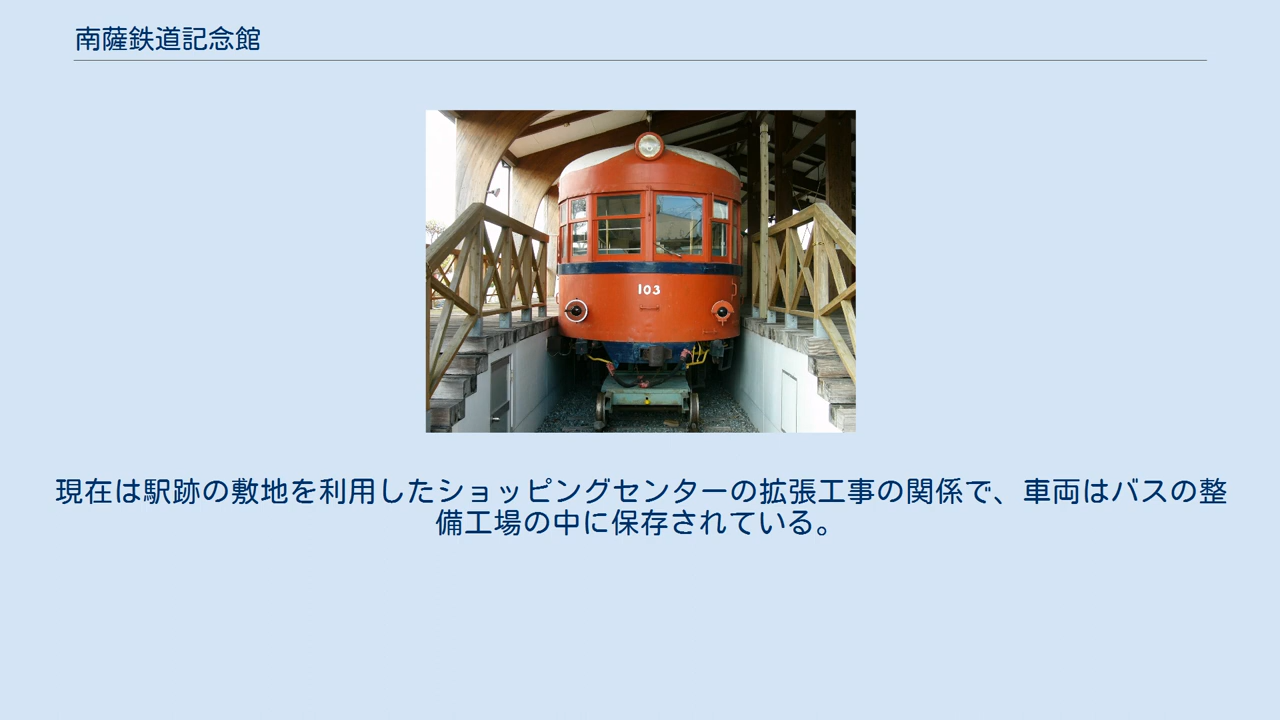 南薩鉄道記念館
103
現在は駅跡の敷地を利用したショッピングセンターの拡張工事の関係で、車両はバスの整
備工場の中に保存されている。